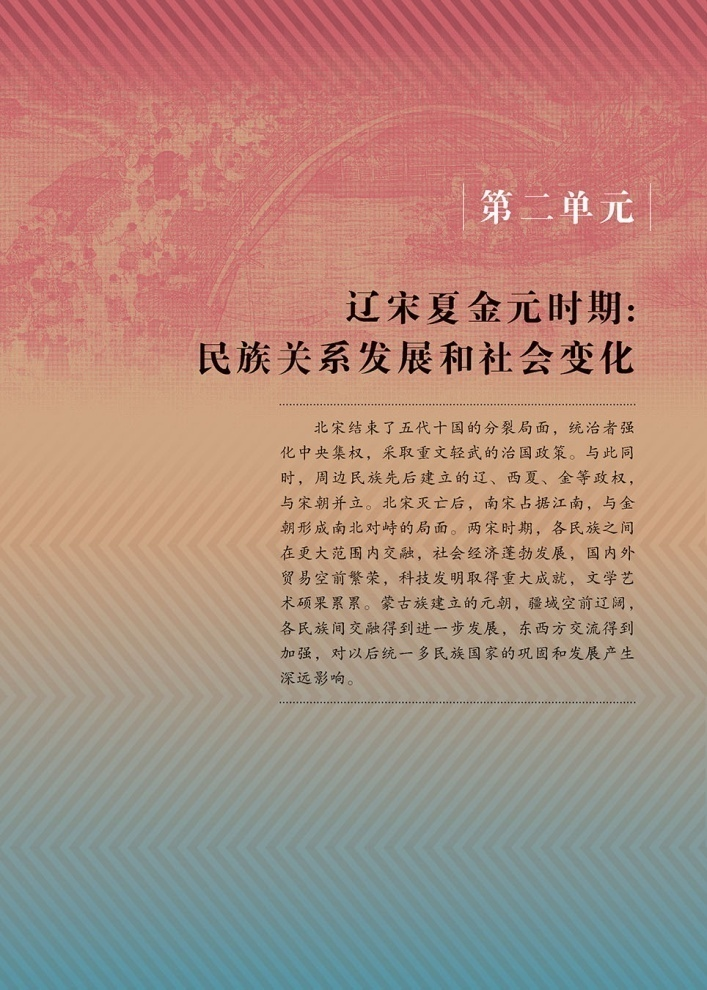 第二单元
辽宋夏金元时期：
民族关系发展和社会变化
北宋结束了五代十国的分裂局面，统治者强
化中央集权，采取重文轻武的治国政策。与此同
时，周边民族先后建立的辽、西夏、金等政权，
与宋朝并立。北宋灭亡后，南宋占据江南，与金
朝形成南北对峙的局面。两宋时期，各民族之间
在更大范围内交融，社会经济蓬勃发展，国内外
贸易空前繁荣，科技发明取得重大成就，文学艺
术硕果累累。蒙古族建立的元朝，疆域空前辽阔，
各民族间交融得到进一步发展，东西方交流得到
加强，对以后统一多民族国家的巩固和发展产生
深远影响。